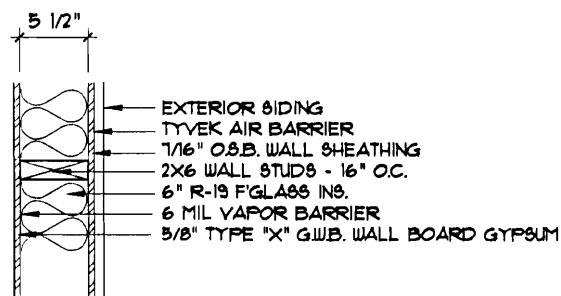 5 1/2"
EXTERIOR SIDING
TYVEK AIR BARRIER
7/16" O.S.B. WALL SHEATHING
2X6 WALL STUDS - 16" O.C.
6" R-19 F'GLASS INS.
6 MIL VAPOR BARRIER
5/8" TYPE "X" G.W.B. WALL BOARD GYPSUM